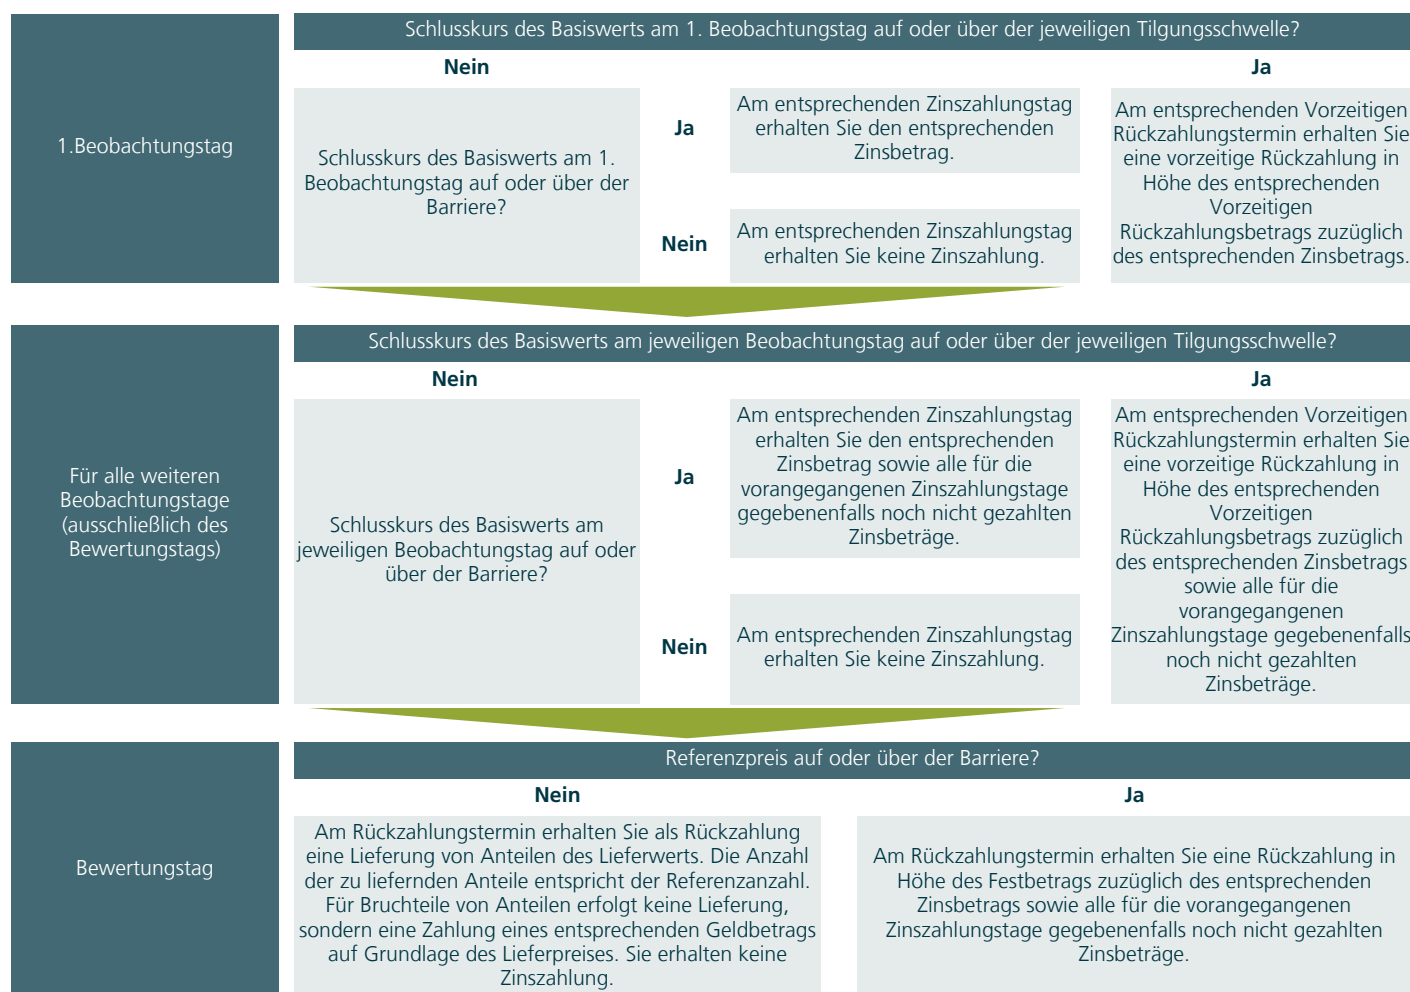 Schlusskurs des Basiswerts am 1. Beobachtungstag auf oder über der jeweiligen Tilgungsschwelle?
Nein
Ja
1.Beobachtungstag
Schlusskurs des Basiswerts am 1.
Beobachtungstag auf oder über der
Barriere?
Ja
Am entsprechenden Zinszahlungstag
erhalten Sie den entsprechenden
Zinsbetrag.
Nein
Am entsprechenden Zinszahlungstag
erhalten Sie keine Zinszahlung.
Am entsprechenden Vorzeitigen
Rückzahlungstermin erhalten Sie
eine vorzeitige Rückzahlung in
Höhe des entsprechenden
Vorzeitigen
Rückzahlungsbetrags zuzüglich
des entsprechenden Zinsbetrags.
Schlusskurs des Basiswerts am jeweiligen Beobachtungstag auf oder über der jeweiligen Tilgungsschwelle?
Nein
Ja
Für alle weiteren
Beobachtungstage
(ausschließlich des
Bewertungstags)
Schlusskurs des Basiswerts am
jeweiligen Beobachtungstag auf oder
über der Barriere?
Ja
Am entsprechenden Zinszahlungstag
erhalten Sie den entsprechenden
Zinsbetrag sowie alle für die
vorangegangenen Zinszahlungstage
gegebenenfalls noch nicht gezahlten
Zinsbeträge.
Nein
Am entsprechenden Zinszahlungstag
erhalten Sie keine Zinszahlung.
Am entsprechenden Vorzeitigen
Rückzahlungstermin erhalten Sie
eine vorzeitige Rückzahlung in
Höhe des entsprechenden
Vorzeitigen
Rückzahlungsbetrags zuzüglich
des entsprechenden Zinsbetrags
sowie alle für die
vorangegangenen
Zinszahlungstage gegebenenfalls
noch nicht gezahlten
Zinsbeträge.
Referenzpreis auf oder über der Barriere?
Nein
Ja
Bewertungstag
Am Rückzahlungstermin erhalten Sie als Rückzahlung
eine Lieferung von Anteilen des Lieferwerts. Die Anzahl
der zu liefernden Anteile entspricht der Referenzanzahl.
Für Bruchteile von Anteilen erfolgt keine Lieferung,
sondern eine Zahlung eines entsprechenden Geldbetrags
auf Grundlage des Lieferpreises. Sie erhalten keine
Zinszahlung.
Am Rückzahlungstermin erhalten Sie eine Rückzahlung in
Höhe des Festbetrags zuzüglich des entsprechenden
Zinsbetrags sowie alle für die vorangegangenen
Zinszahlungstage gegebenenfalls noch nicht gezahlten
Zinsbeträge.